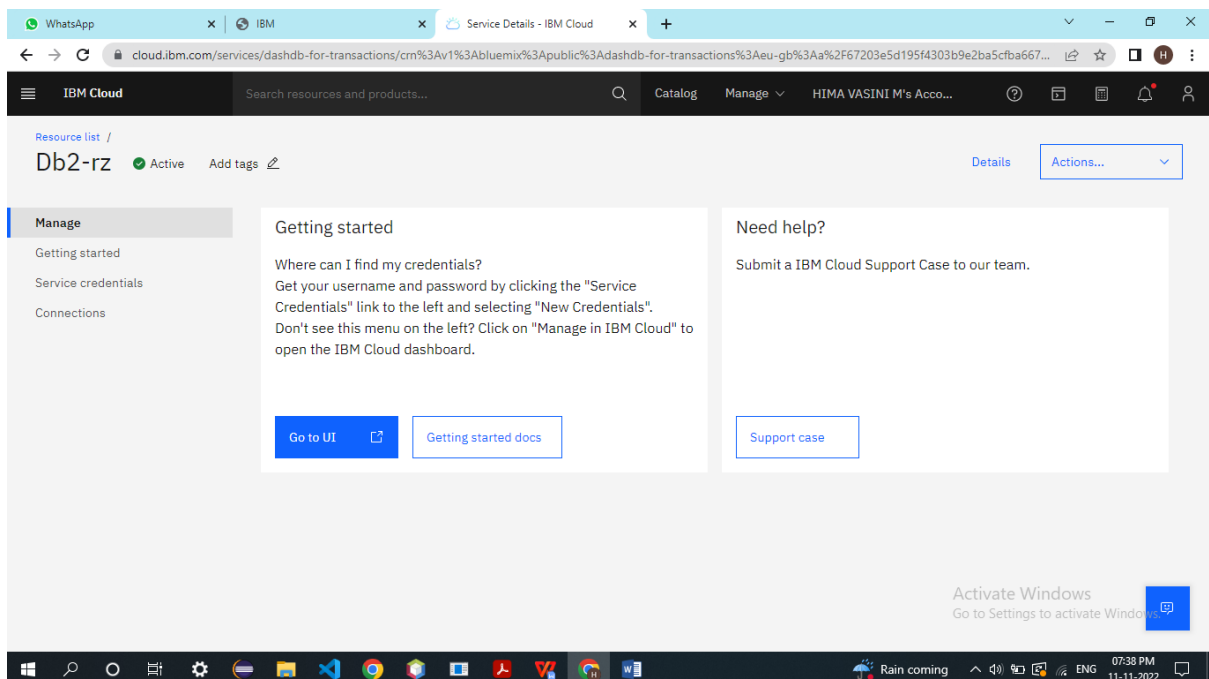 WhatsApp
IBM
Service Details - IBM Cloud
cloud.ibm.com/services/dashdb-for-transactions/crn%3Av1%3Abluemix%3Apublic%3Adashdb-for-transactions%3Aeu-gb%3Aa%2F67203e5d195f4303b9e2ba5cfba667...
H
IBM Cloud
Search resources and products...
Catalog
Manage
HIMA VASINI M's Acco...
Resource list /
Db2-rz
Active
Add tags
Details
Actions...
Manage
Getting started
Service credentials
Connections
Getting started
Where can I find my credentials?
Get your username and password by clicking the "Service
Credentials" link to the left and selecting "New Credentials".
Don't see this menu on the left? Click on "Manage in IBM Cloud" to
open the IBM Cloud dashboard.
Go to UI
Getting started docs
Need help?
Submit a IBM Cloud Support Case to our team.
Support case
Activate Windows
Go to Settings to activate Windows.
Rain coming
ENG
07:38 PM
11-11-2022